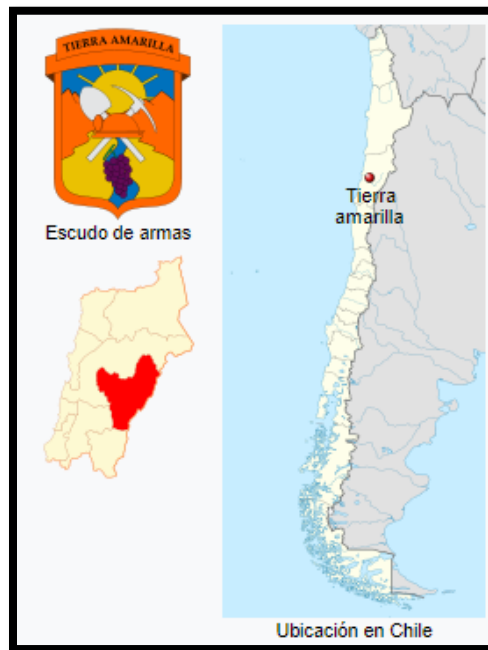 TIERRA AMARILLA
Escudo de armas
Tierra
amarilla
Ubicación en Chile